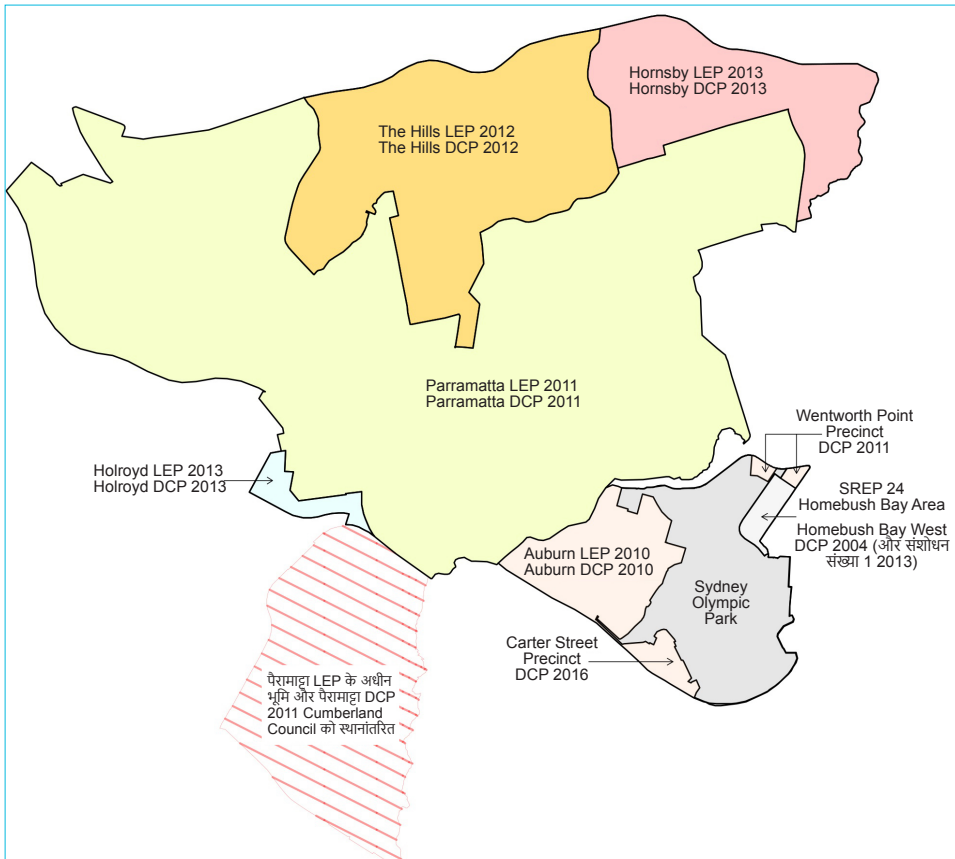 Hornsby LEP 2013
Hornsby DCP 2013
The Hills LEP 2012
The Hills DCP 2012
Parramatta LEP 2011
Parramatta DCP 2011
Wentworth Point
Precinct
DCP 2011
Holroyd LEP 2013
Holroyd DCP 2013
SREP 24
Homebush Bay Area
Homebush Bay West
DCP 2004 (और संशोधन
संख्या 1 2013)
Auburn LEP 2010
Auburn DCP 2010
Sydney
Olympic
Park
Carter Street
Precinct
DCP 2016
पैरामाट्टा LEP के अधीन
भूमि और पैरामाट्टा DCP
2011 Cumberland
Council को स्थानांतरित